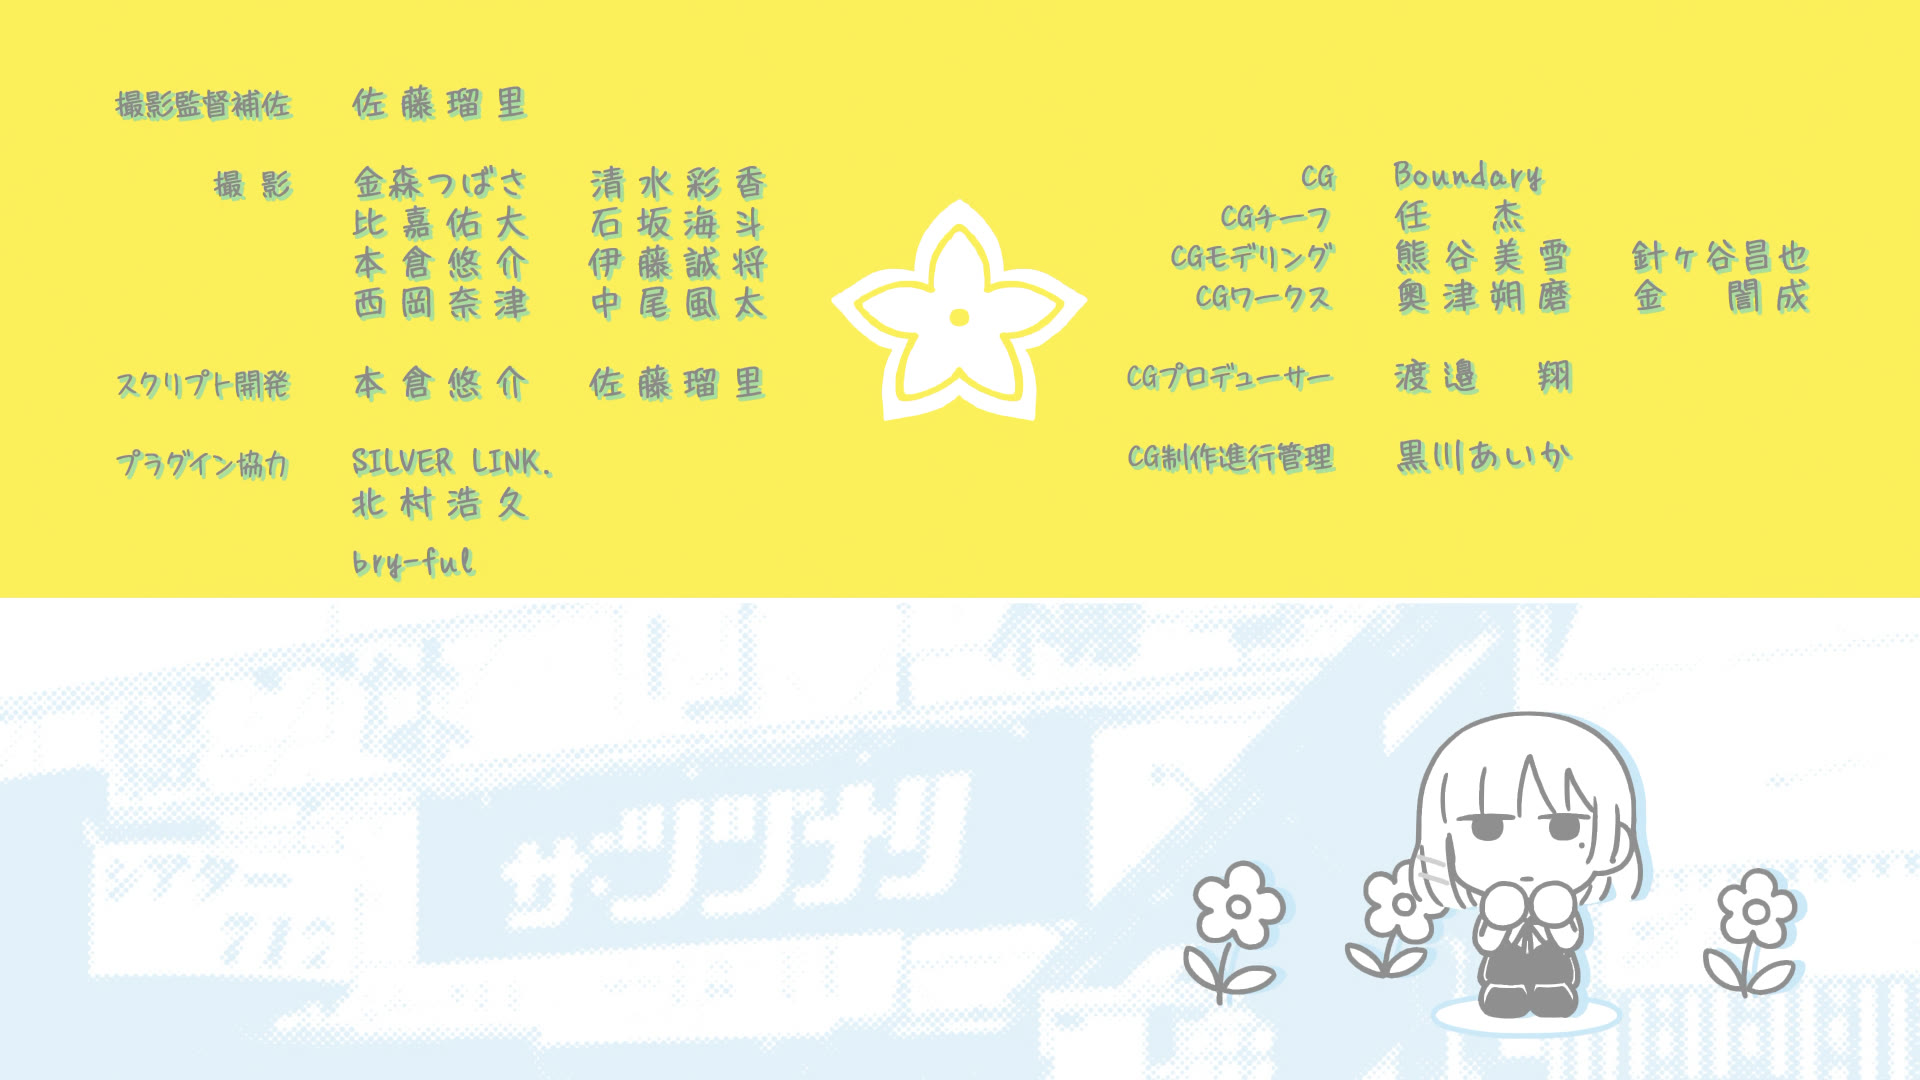 撮影監督補佐 佐藤瑠里
撮影 金森つばさ 清水彩香
比嘉佑大 石坂海斗
本倉悠介 伊藤誠将
西岡奈津 中尾風太
スクリプト開発 本倉悠介 佐藤瑠里
プラグイン協力 SILVER LINK.
北村浩久
bry-ful
CG Boundary
CGチーフ 任 杰
CGモデリング 熊谷美雪 針ヶ谷昌也
CGワークス 奥津朔磨 金 誾成
CGプロデューサー 渡邉 翔
CG制作進行管理 黒川あいか
ザ・ツツナリ
シアター
712